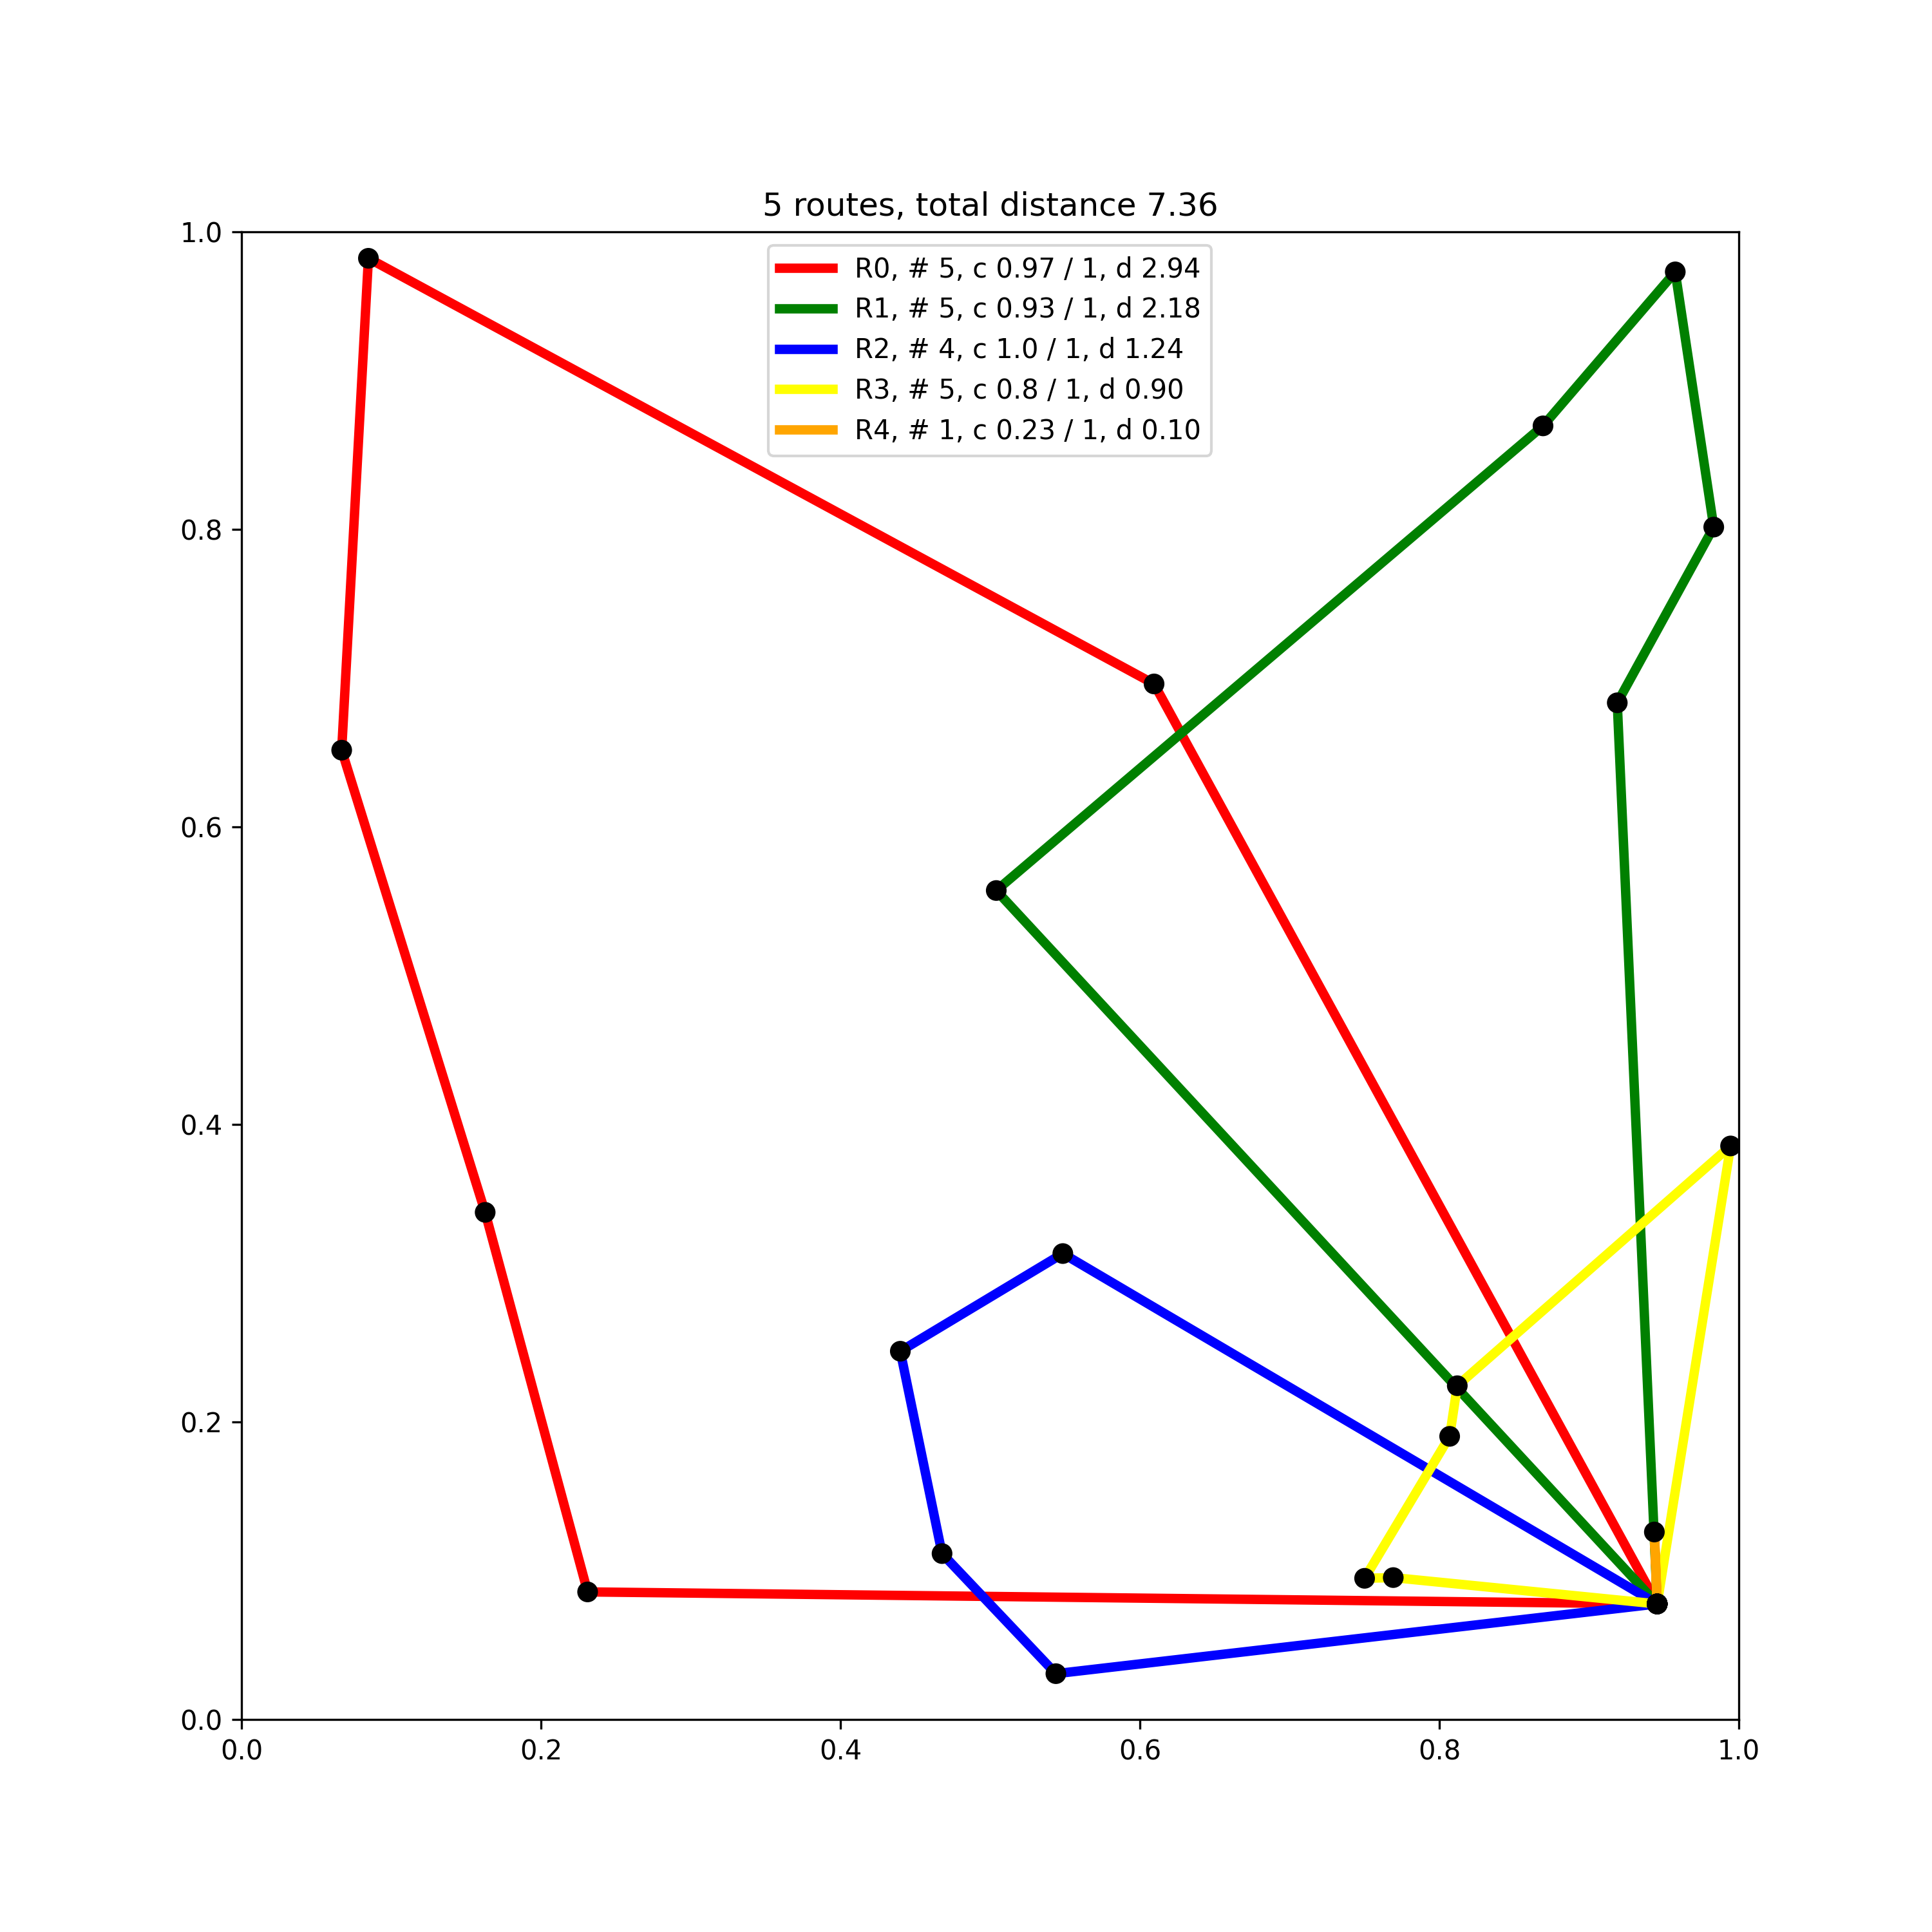 5 routes, total distance 7.36
1.0
R0, # 5, c 0.97 / 1, d 2.94
R1, # 5, c 0.93 / 1, d 2.18
R2, # 4, c 1.0 / 1, d 1.24
R3, # 5, c 0.8 / 1, d 0.90
R4, # 1, c 0.23 / 1, d 0.10
0.8
0.6
0.4
0.2
0.0
0.0 0.2 0.4 0.6 0.8 1.0